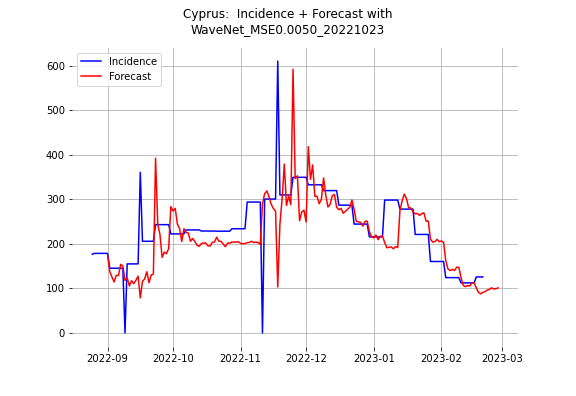 Cyprus:  Incidence + Forecast with
WaveNet_MSE0.0050_20221023
Incidence
Forecast
600
500
400
300
200
100
0
2022-09 2022-10 2022-11 2022-12 2023-01 2023-02 2023-03